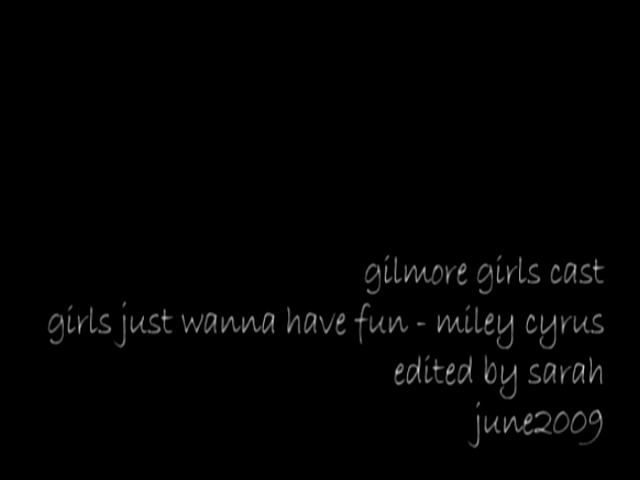 gilmore girls cast
girls just wanna have fun - miley cyrus
edited by sarah
june2009